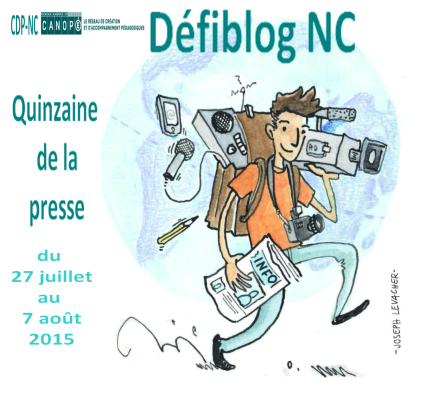 CDP-NC CANOPÉ LE RÉSEAU DE CRÉATION
ET D'ACCOMPAGNEMENT PÉDAGOGIQUES
Défiblog NC
Quinzaine
de la
presse
du
27 juillet
au
7 août
2015
INFO
-JOSEPH LEVACHER-